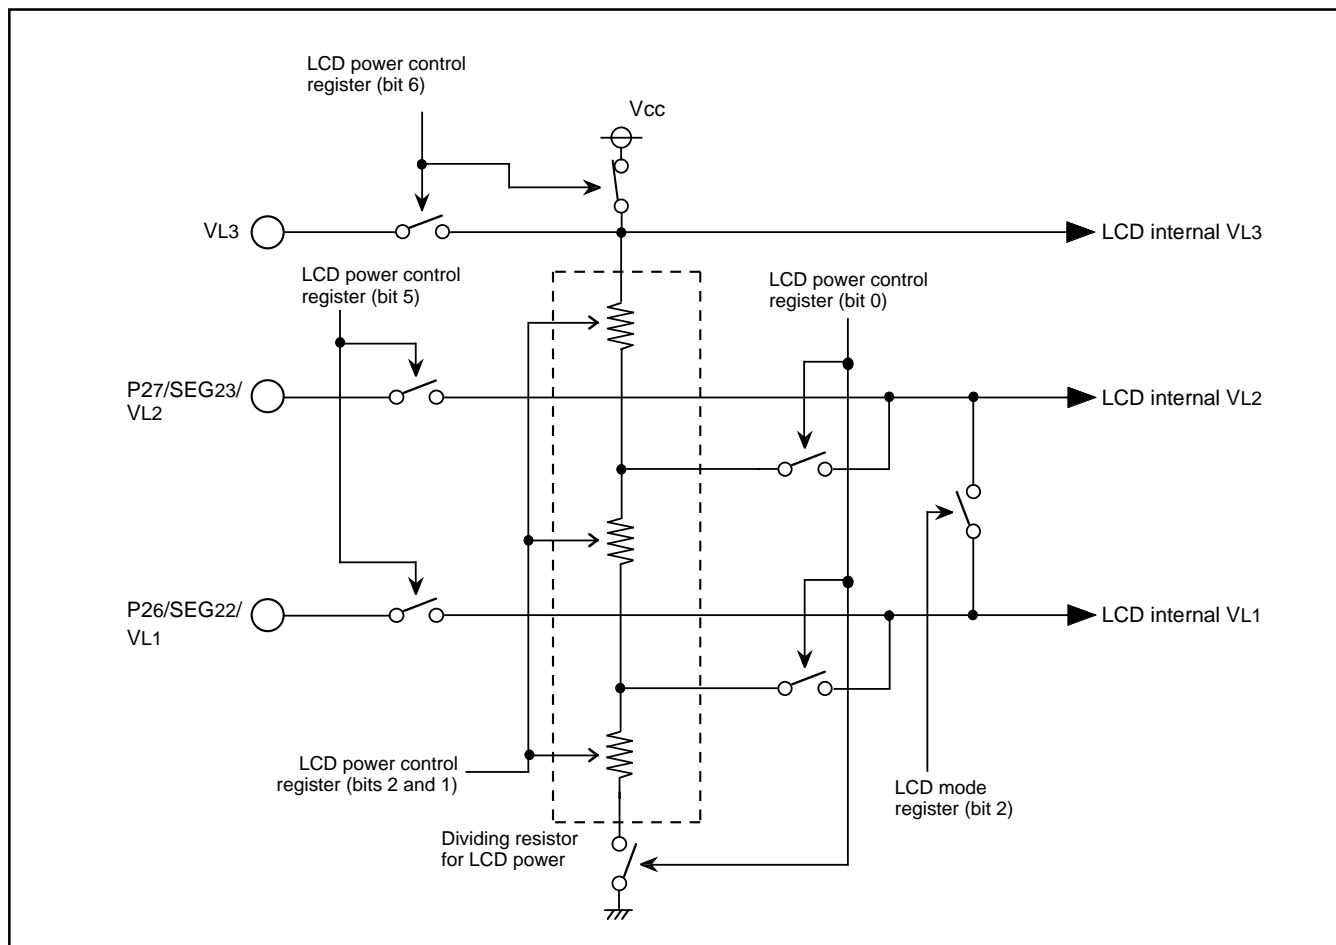 LCD power control
register (bit 6)
Vcc
VL3
LCD internal VL3
LCD power control
register (bit 5)
LCD power control
register (bit 0)
P27/SEG23/
VL2
LCD internal VL2
P26/SEG22/
VL1
LCD internal VL1
LCD power control
register (bits 2 and 1)
LCD mode
register (bit 2)
Dividing resistor
for LCD power